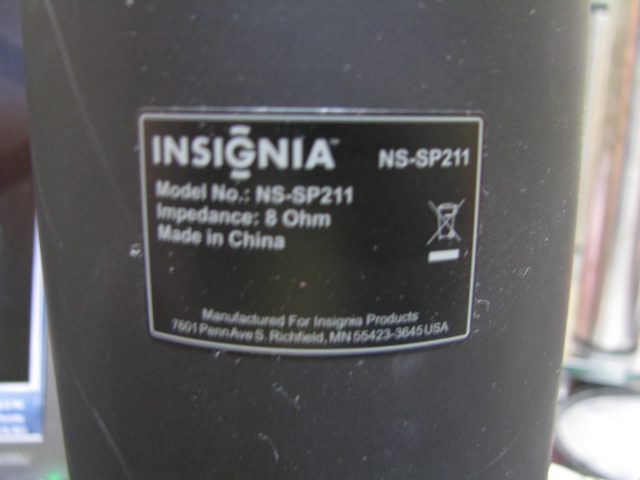 INSIGNIA™ NS-SP211
Model No.: NS-SP211
Impedance: 8 Ohm
Made in China
Manufactured For Insignia Products
7601 Penn Ave S. Richfield, MN 55423-3645 USA